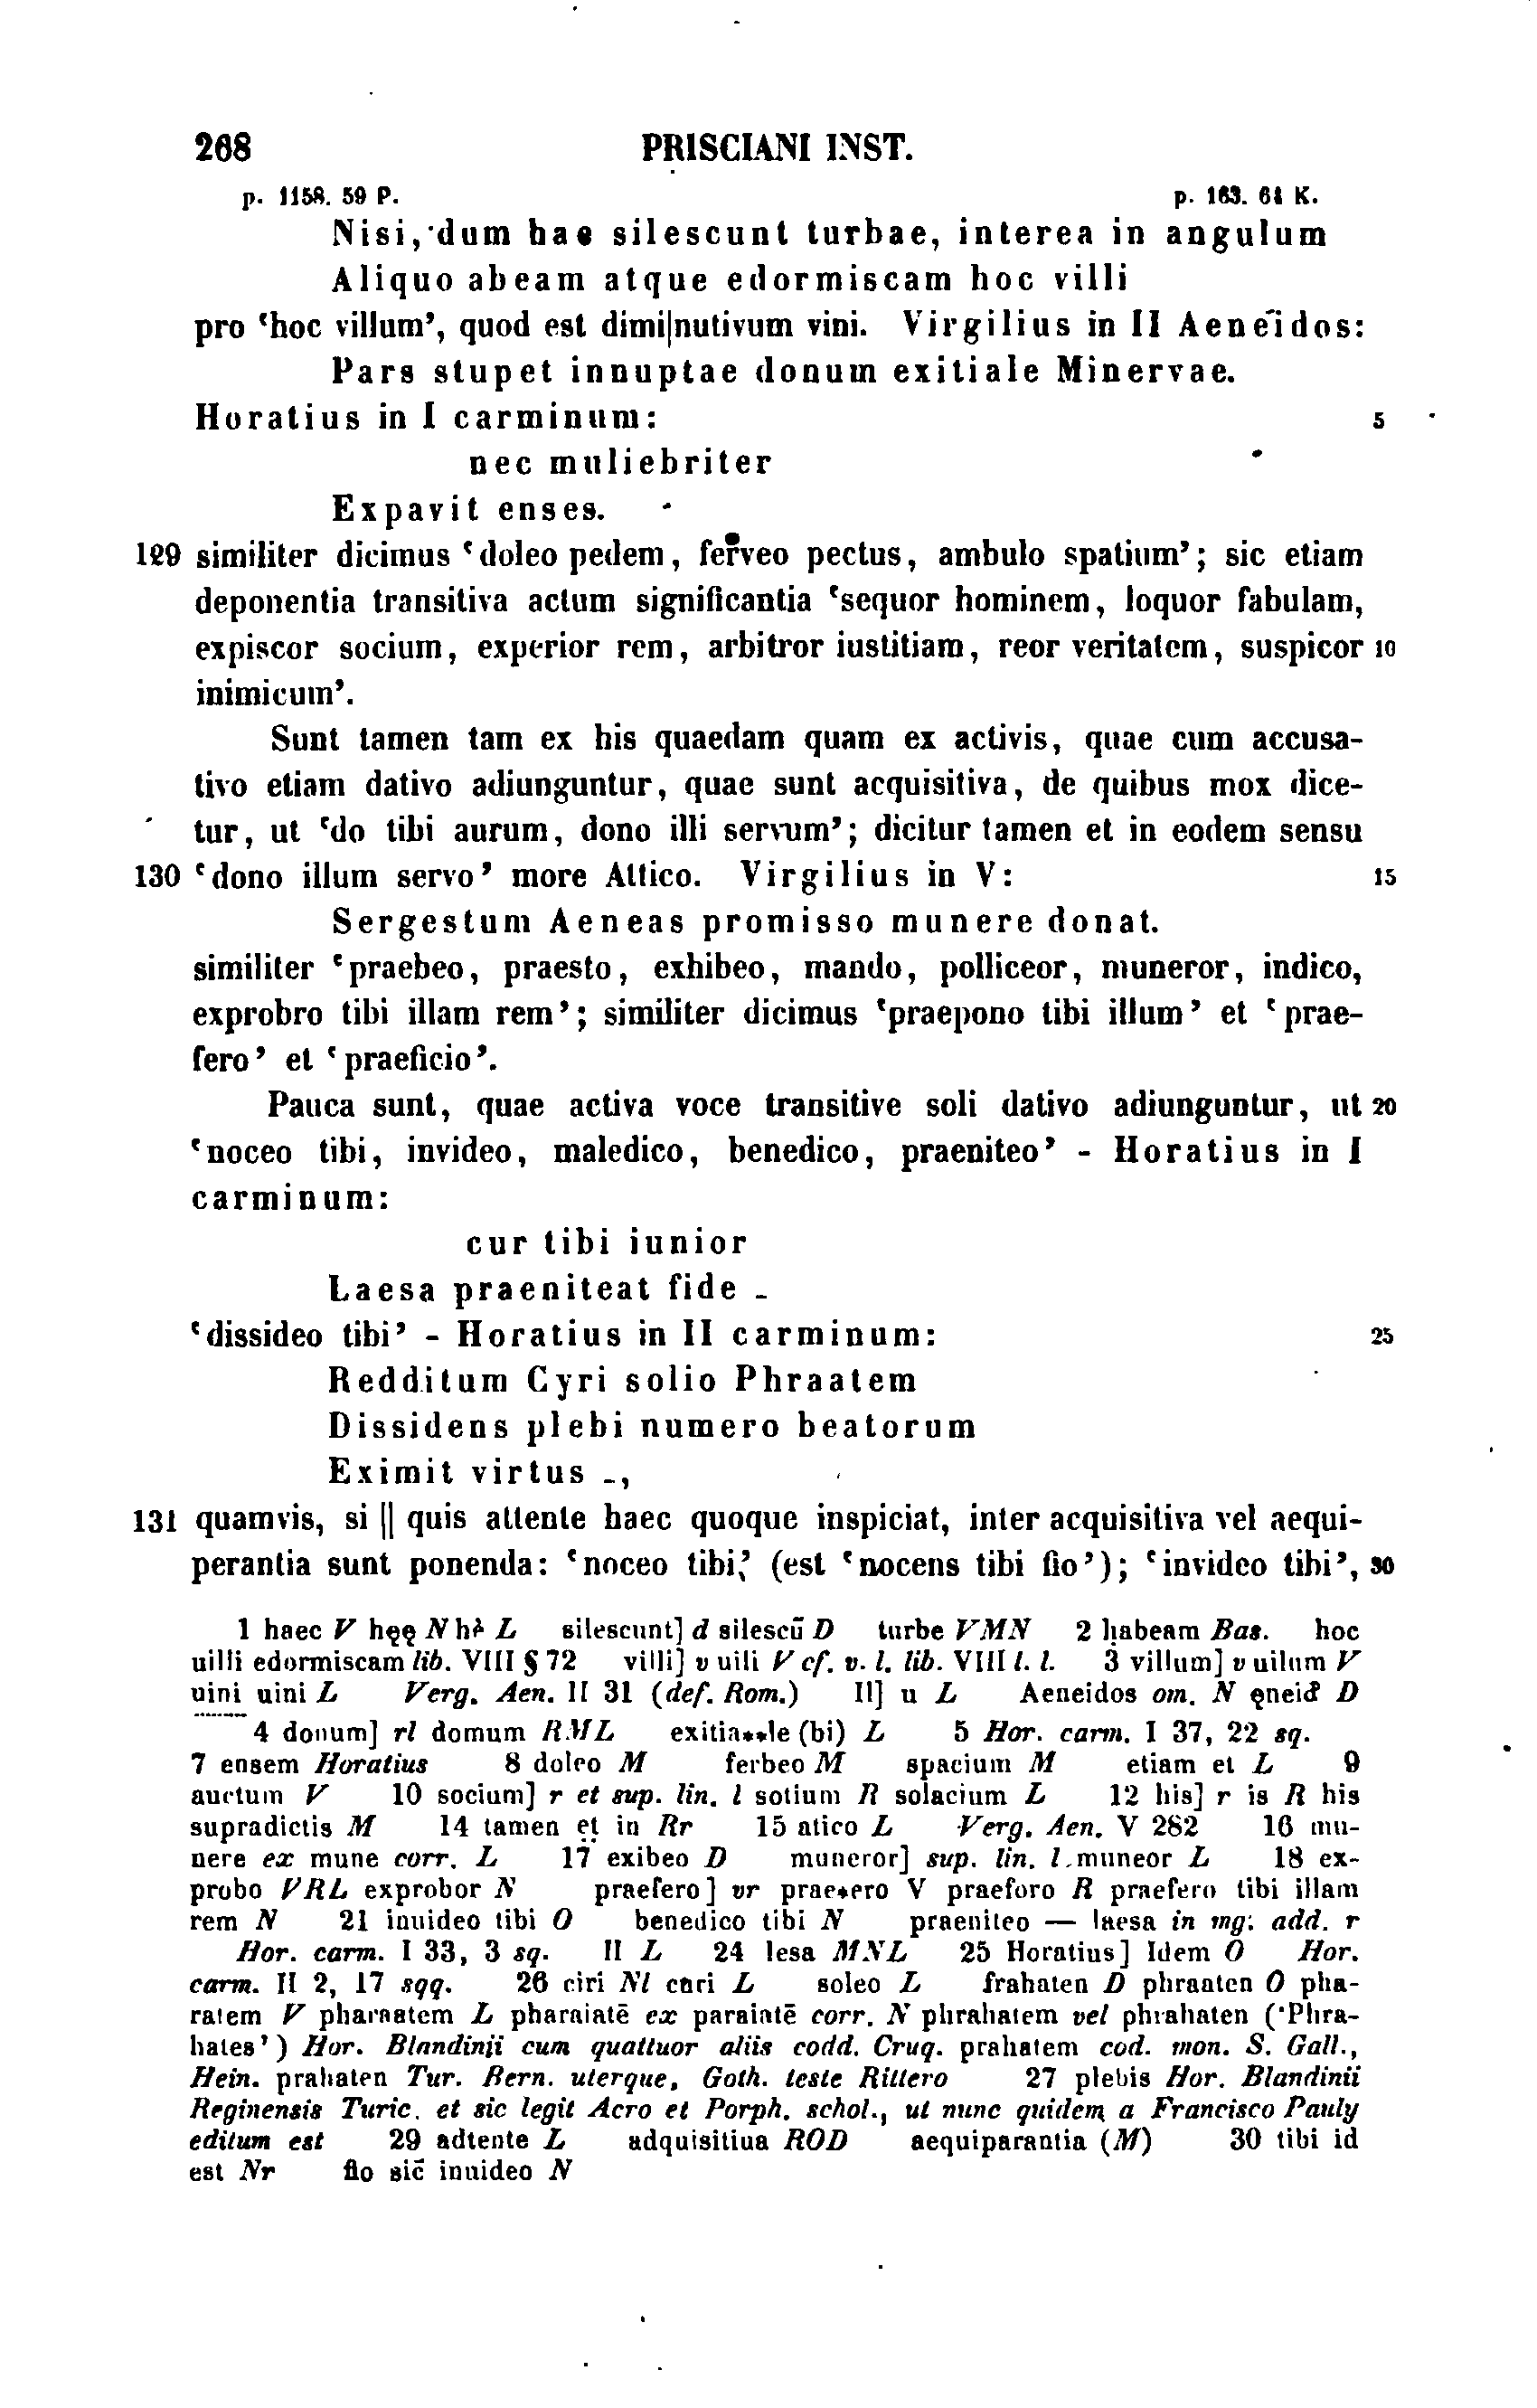 268 PRISCIANI INST.
p. 1158. 59 P. p. 163. 61 K.
Nisi, dum hae silescunt turbae, interea in angulum
Aliquo abeam atque edormiscam hoc villi
pro ‘hoc villum’, quod est dimi|nutivum vini. Virgilius in II Aeneidos:
Pars stupet innuptae donum exitiale Minervae.
Horatius in I carminum: 5
nec muliebriter
Expavit enses.
129 similiter dicimus ‘doleo pedem, ferveo pectus, ambulo spatium’; sic etiam
deponentia transitiva actum significantia ‘sequor hominem, loquor fabulam,
expiscor socium, experior rem, arbitror iustitiam, reor veritatem, suspicor 10
inimicum’.
Sunt tamen tam ex his quaedam quam ex activis, quae cum accusa-
tivo etiam dativo adiunguntur, quae sunt acquisitiva, de quibus mox dice-
tur, ut ‘do tibi aurum, dono illi servum’; dicitur tamen et in eodem sensu
130 ‘dono illum servo’ more Attico. Virgilius in V: 15
Sergestum Aeneas promisso munere donat.
similiter ‘praebeo, praesto, exhibeo, mando, polliceor, muneror, indico,
exprobro tibi illam rem’; similiter dicimus ‘praepono tibi illum’ et ‘prae-
fero’ et ‘praeficio’.
Pauca sunt, quae activa voce transitive soli dativo adiunguntur, ut 20
‘noceo tibi, invideo, maledico, benedico, praeniteo’ - Horatius in I
carminum:
cur tibi iunior
Laesa praeniteat fide -
‘dissideo tibi’ - Horatius in II carminum: 25
Redditum Cyri solio Phraatem
Dissidens plebi numero beatorum
Eximit virtus -,
131 quamvis, si || quis attente haec quoque inspiciat, inter acquisitiva vel aequi-
perantia sunt ponenda: ‘noceo tibi’ (est ‘nocens tibi fio’); ‘invideo tibi’, 30
1 haec V hęę N L silescunt] d silescū D turbe VMN 2 habeam Bas. hoc
uilli edormiscam lib. VIII § 72 villi] v uili V cf. v. l. lib. VIII l. l. 3 villum] v uilum V
uini uini L Verg. Aen. II 31 (def. Rom.) II] u L Aeneidos om. N D
4 donum] rl domum RML exitia**le (bi) L 5 Hor. carm. I 37, 22 sq.
7 ensem Horatius 8 doleo M ferbeo M spacium M etiam et L 9
auctum V 10 socium] r et sup. lin. l sotium R solacium L 12 his] r is R his
supradictis M 14 tamen et in Rr 15 atico L Verg. Aen. V 282 16 mu-
nere ex mune corr. L 17 exibeo D muneror] sup. lin. l muneor L 18 ex-
probo VRL exprobor N praefero] vr prae*ero V praeforo R praefero tibi illam
rem N 21 inuideo tibi O benedico tibi N praeniteo — laesa in mg. add. r
Hor. carm. I 33, 3 sq. II L 24 lesa MNL 25 Horatius] Idem O Hor.
carm. II 2, 17 sqq. 26 ciri Nl cari L soleo L frahaten D phraaten O pha-
ratem V pharaatem L pharaiatē ex paraiatē corr. N phrahatem vel phrahaten (‘Phra-
hates’) Hor. Blandinii cum quattuor aliis codd. Cruq. prahatem cod. mon. S. Gall.,
Hein. prahaten Tur. Bern. uterque, Goth. teste Rittero 27 plebis Hor. Blandinii
Reginensis Turic. et sic legit Acro et Porph. schol., ut nunc quidem a Francisco Pauly
editum est 29 adtente L adquisitiua ROD aequiparantia (M) 30 tibi id
est Nr fio sic̄ inuideo N